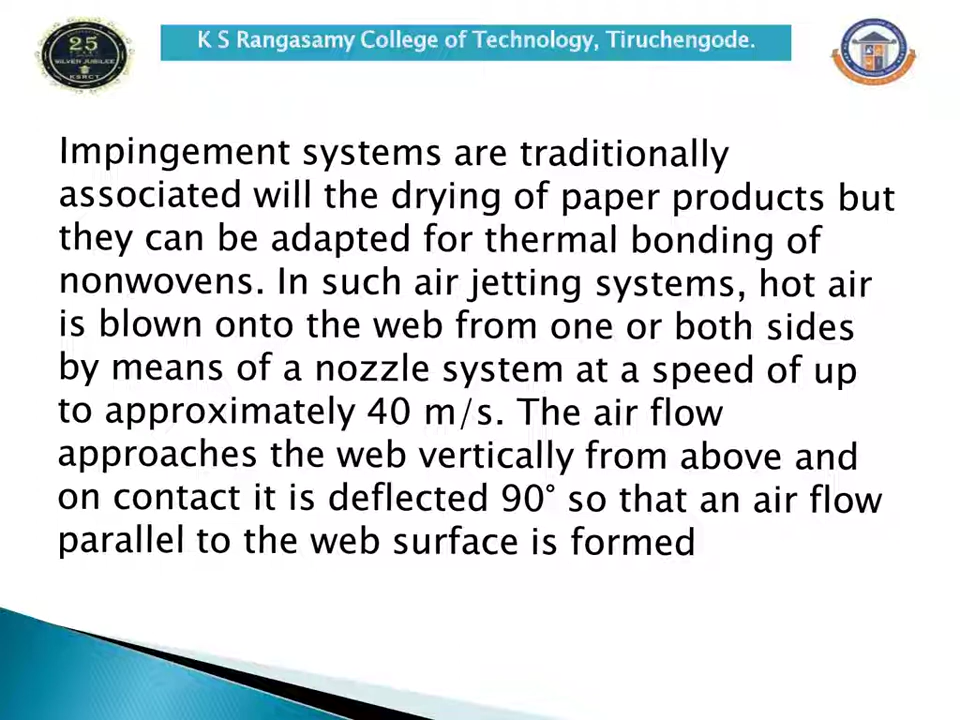 25
SILVER JUBILEE
KSRCT
K S Rangasamy College of Technology, Tiruchengode.
Impingement systems are traditionally
associated will the drying of paper products but
they can be adapted for thermal bonding of
nonwovens. In such air jetting systems, hot air
is blown onto the web from one or both sides
by means of a nozzle system at a speed of up
to approximately 40 m/s. The air flow
approaches the web vertically from above and
on contact it is deflected 90° so that an air flow
parallel to the web surface is formed